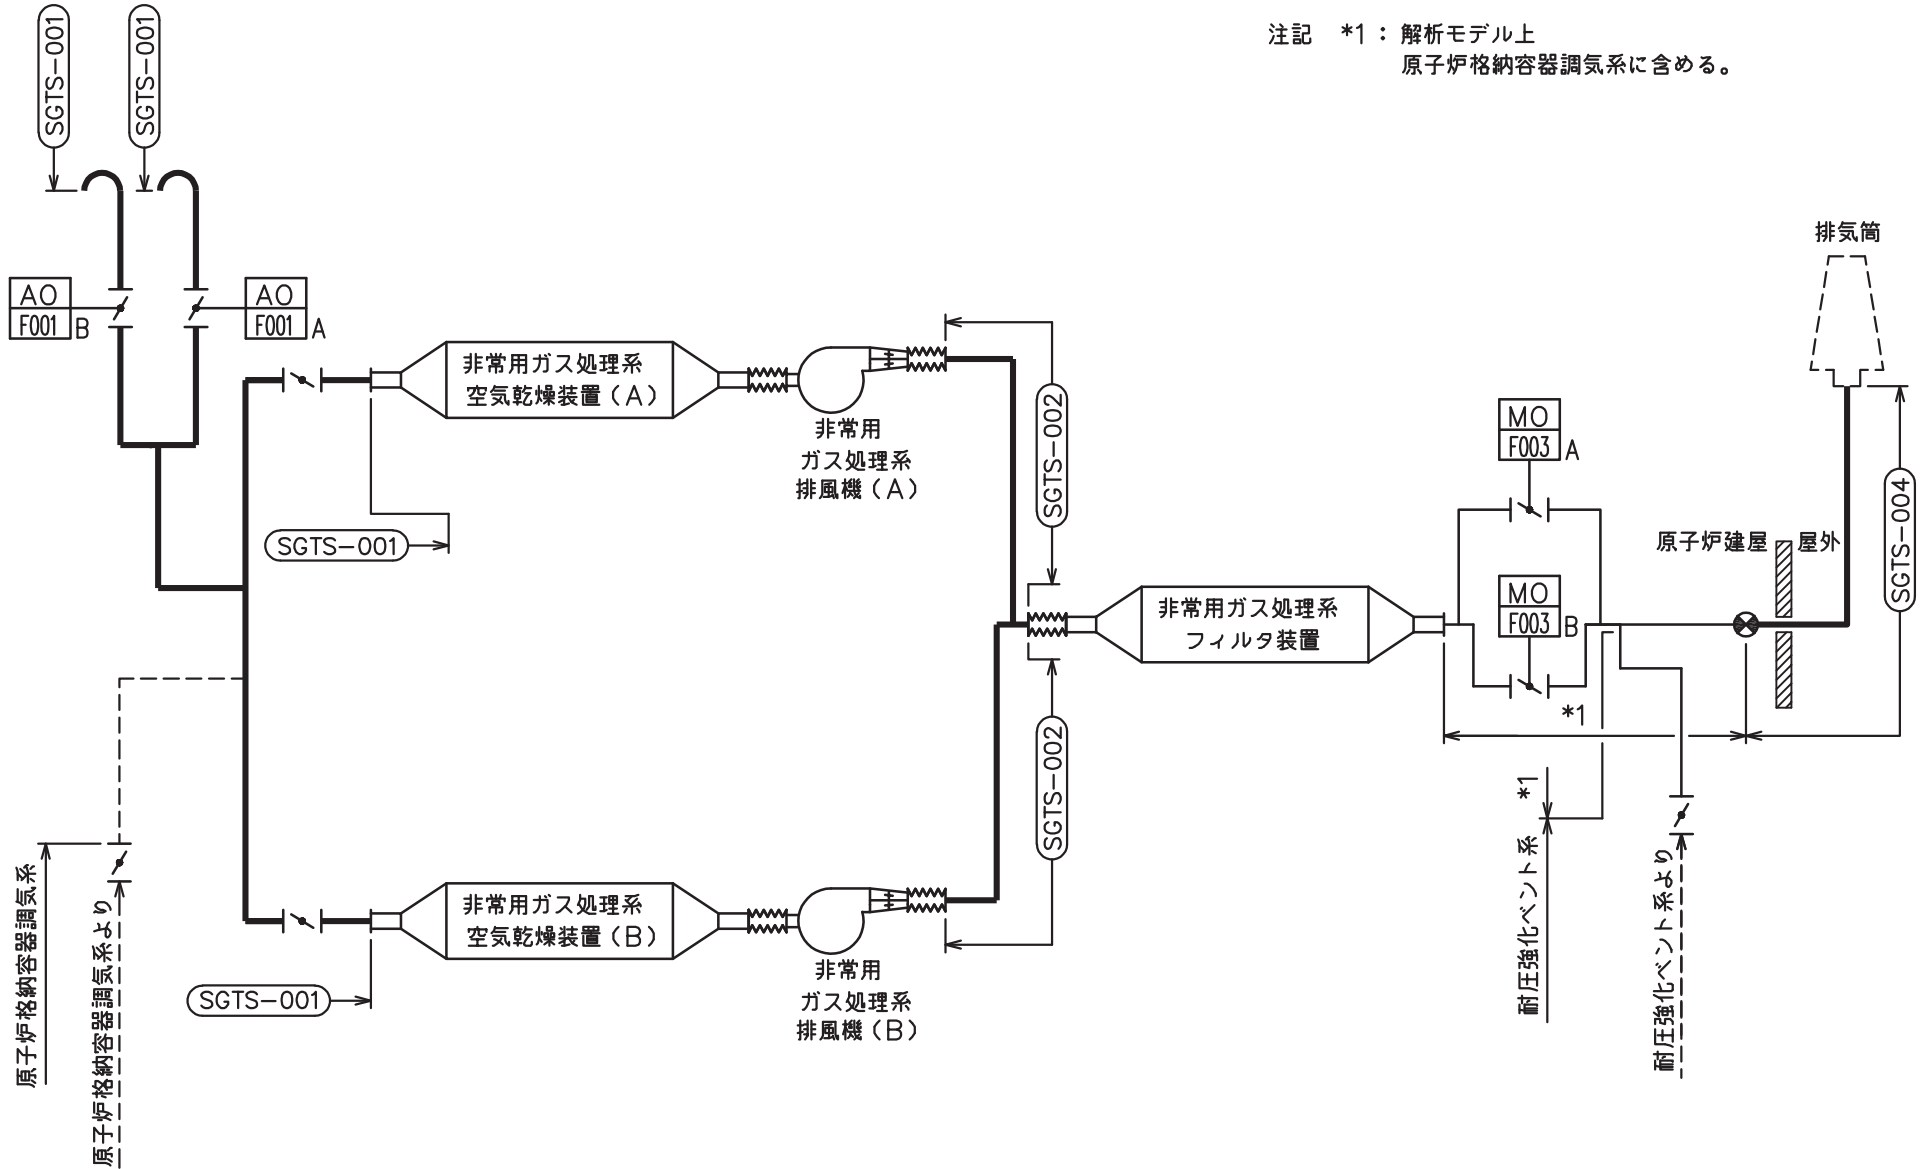 SGTS-001
SGTS-001
注記 *1：解析モデル上
原子炉格納容器調気系に含める。
排気筒
AO
F001
B
AO
F001
A
非常用ガス処理系
空気乾燥装置（A）
非常用
ガス処理系
排風機（A）
SGTS-002
MO
F003
A
SGTS-001
SGTS-004
原子炉建屋
屋外
MO
F003
B
非常用ガス処理系
フィルタ装置
*1
SGTS-002
*1
耐圧強化ベント系
耐圧強化ベント系より
原子炉格納容器調気系
原子炉格納容器調気系より
非常用ガス処理系
空気乾燥装置（B）
非常用
ガス処理系
排風機（B）
SGTS-001